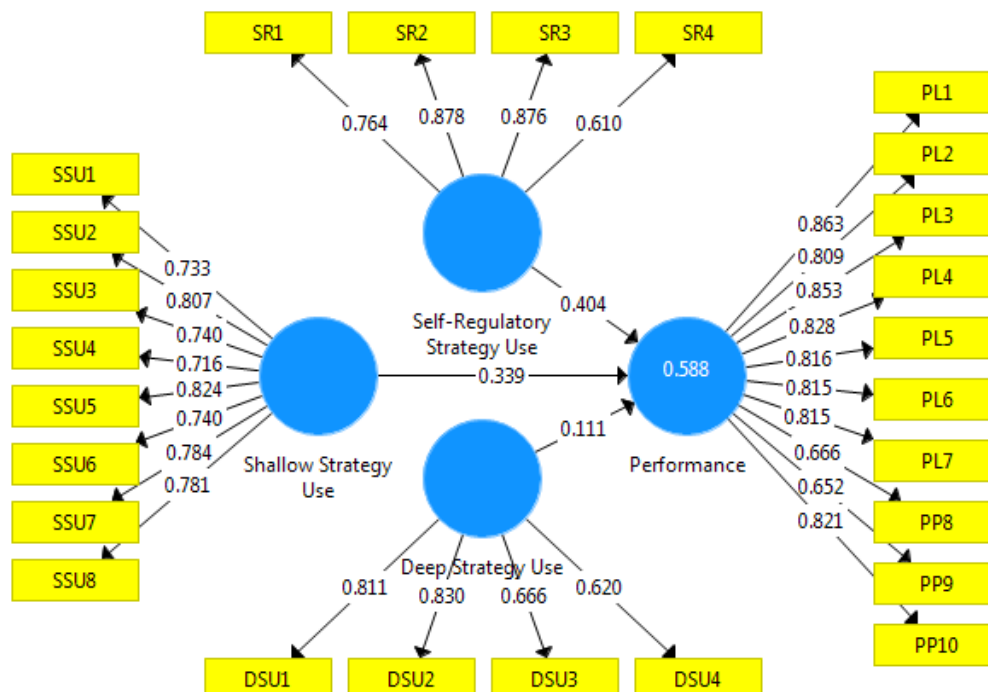 SR1
SR2
SR3
SR4
0.764
0.878
0.876
0.610
SSU1
SSU2
SSU3
SSU4
SSU5
SSU6
SSU7
SSU8
0.733
0.807
0.740
0.716
0.824
0.740
0.784
0.781
Shallow Strategy
Use
Self-Regulatory
Strategy Use
0.404
0.339
0.111
0.588
Performance
Deep Strategy Use
0.811
0.830
0.666
0.620
DSU1
DSU2
DSU3
DSU4
0.863
0.809
0.853
0.828
0.816
0.815
0.815
0.666
0.652
0.821
PL1
PL2
PL3
PL4
PL5
PL6
PL7
PP8
PP9
PP10